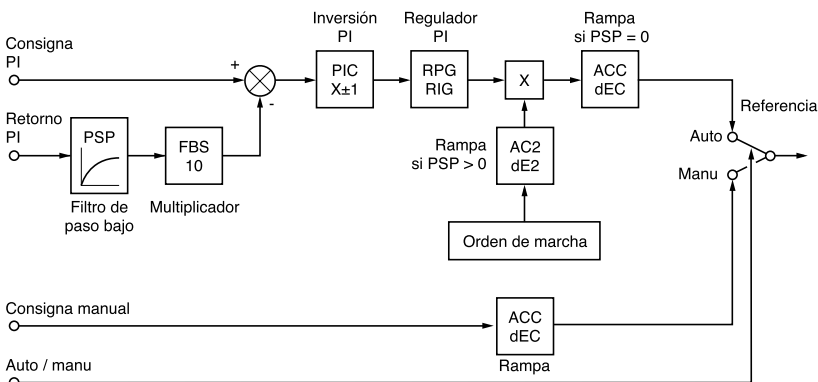 Consigna
PI
+
-
Inversión
PI
PIC
X±1
Regulador
PI
RPG
RIG
X
Rampa
si PSP = 0
ACC
dEC
Referencia
Retorno
PI
PSP
Filtro de
paso bajo
FBS
10
Multiplicador
Rampa
si PSP > 0
AC2
dE2
Orden de marcha
Auto
Manu
Consigna manual
ACC
dEC
Rampa
Auto / manu